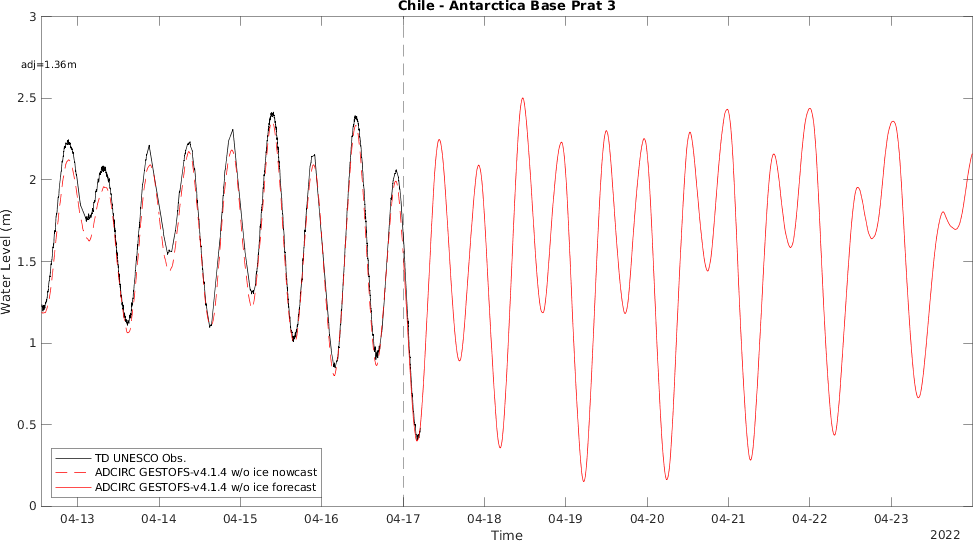 Chile - Antarctica Base Prat 3
adj=1.36m
3
2.5
2
1.5
1
0.5
0
Water Level (m)
TD UNESCO Obs.
ADCIRC GESTOFS-v4.1.4 w/o ice nowcast
ADCIRC GESTOFS-v4.1.4 w/o ice forecast
04-13 04-14 04-15 04-16 04-17 04-18 04-19 04-20 04-21 04-22 04-23
Time
2022